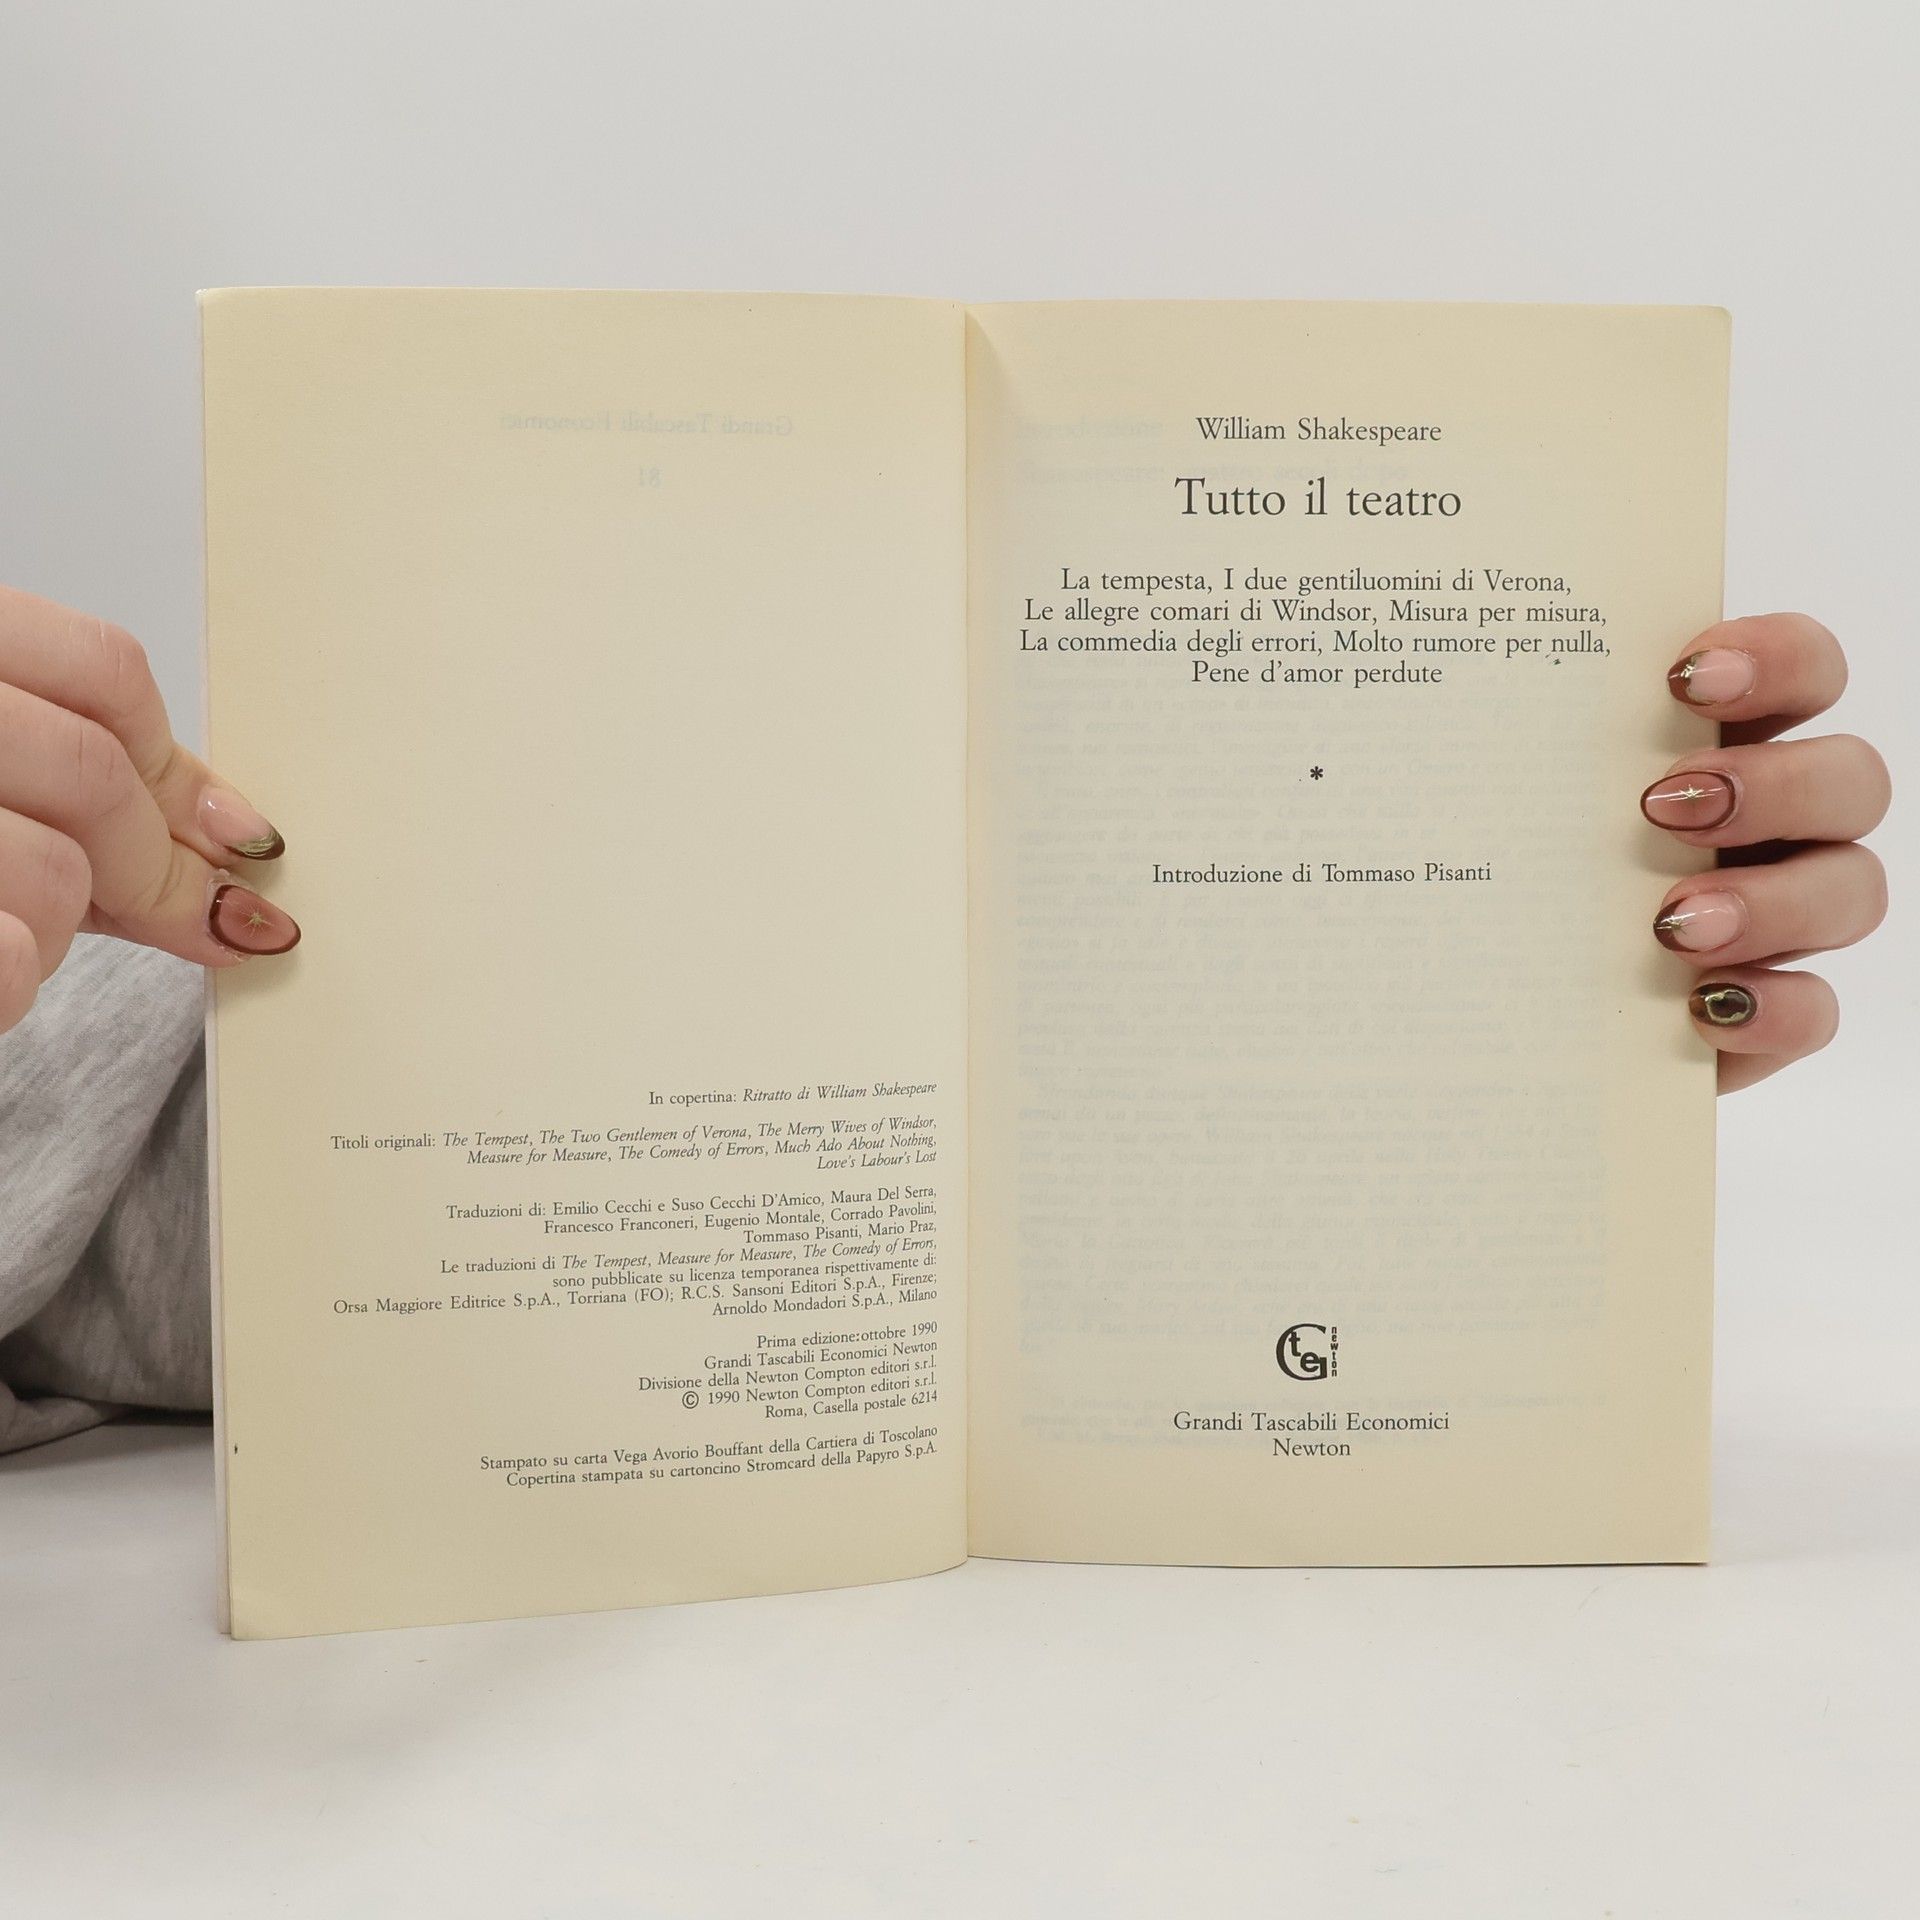 In copertina: Ritratto di William Shakespeare
Titoli originali: The Tempest, The Two Gentlemen of Verona, The Merry Wives of Windsor,
Measure for Measure, The Comedy of Errors, Much Ado About Nothing,
Love's Labour's Lost
Traduzioni di: Emilio Cecchi e Suso Cecchi D'Amico, Maura Del Serra,
Francesco Franconeri, Eugenio Montale, Corrado Pavolini,
Tommaso Pisanti, Mario Praz,
Le traduzioni di The Tempest, Measure for Measure, The Comedy of Errors,
sono pubblicate su licenza temporanea rispettivamente di:
Orsa Maggiore Editrice S.p.A., Torriana (FO); R.C.S. Sansoni Editori S.p.A., Firenze;
Arnoldo Mondadori S.p.A., Milano
Prima edizione: ottobre 1990
Grandi Tascabili Economici Newton
Divisione della Newton Compton editori s.r.l.
© 1990 Newton Compton editori s.r.l.
Roma, Casella postale 6214
Stampato su carta Vega Avorio Bouffant della Cartiera di Toscolano
Copertina stampata su cartoncino Stromcard della Papyro S.p.A.
William Shakespeare
Tutto il teatro
La tempesta, I due gentiluomini di Verona,
Le allegre comari di Windsor, Misura per misura,
La commedia degli errori, Molto rumore per nulla,
Pene d'amor perdute
*
Introduzione di Tommaso Pisanti
Gte newton
Grandi Tascabili Economici
Newton